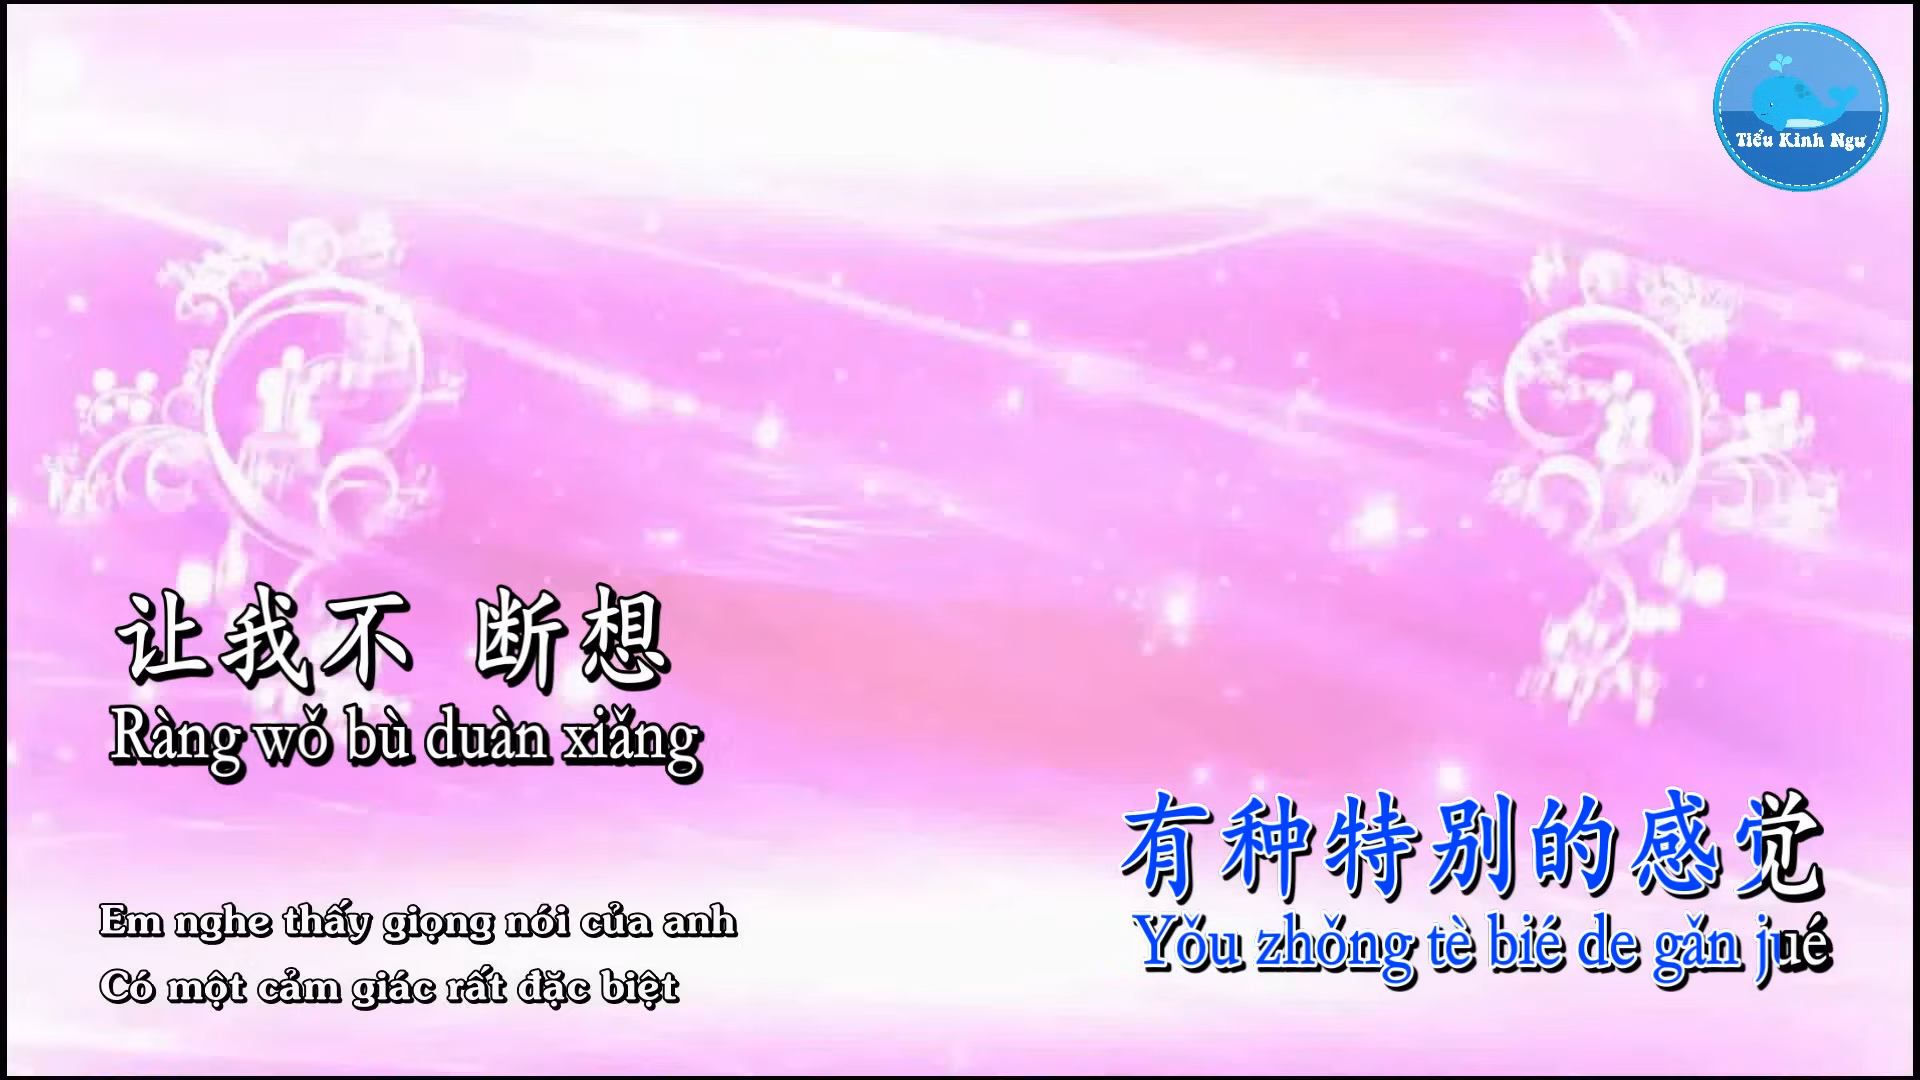 Tiểu Kình Ngư
让我不 断想
Ràng wǒ bù duàn xiǎng
有种特别的感觉
Yǒu zhǒng tè bié de gǎn jué
Em nghe thấy giọng nói của anh
Có một cảm giác rất đặc biệt